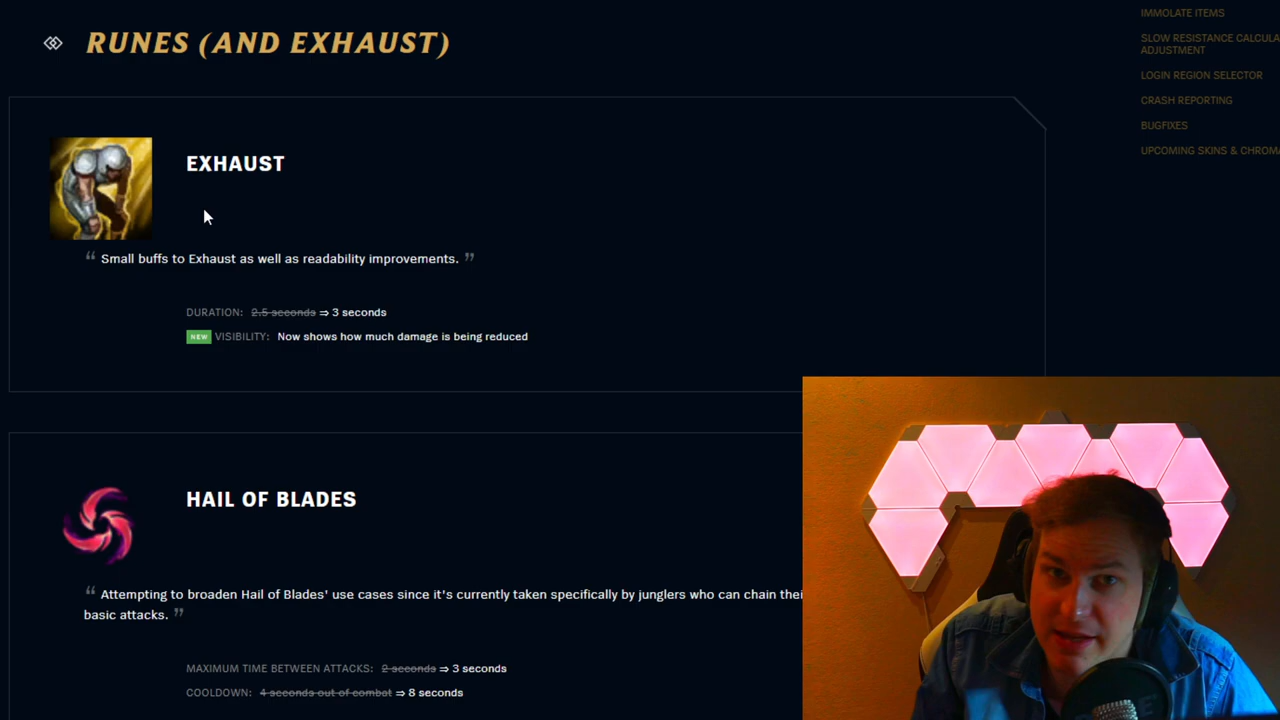 RUNES (AND EXHAUST)
IMMOLATE ITEMS
SLOW RESISTANCE
ADJUSTMENT
LOGIN REGION SELECTOR
CRASH REPORTING
BUGFIXES
UPCOMING SKINS &
EXHAUST
“ Small buffs to Exhaust as well as readability improvements. ”
DURATION: 2.5 seconds ⇒ 3 seconds
NEW VISIBILITY: Now shows how much damage is being reduced
HAIL OF BLADES
“ Attempting to broaden Hail of Blades' use cases since it's currently taken specifically by junglers who can chain
basic attacks. ”
MAXIMUM TIME BETWEEN ATTACKS: 2 seconds ⇒ 3 seconds
COOLDOWN: 4 seconds out of combat ⇒ 8 seconds